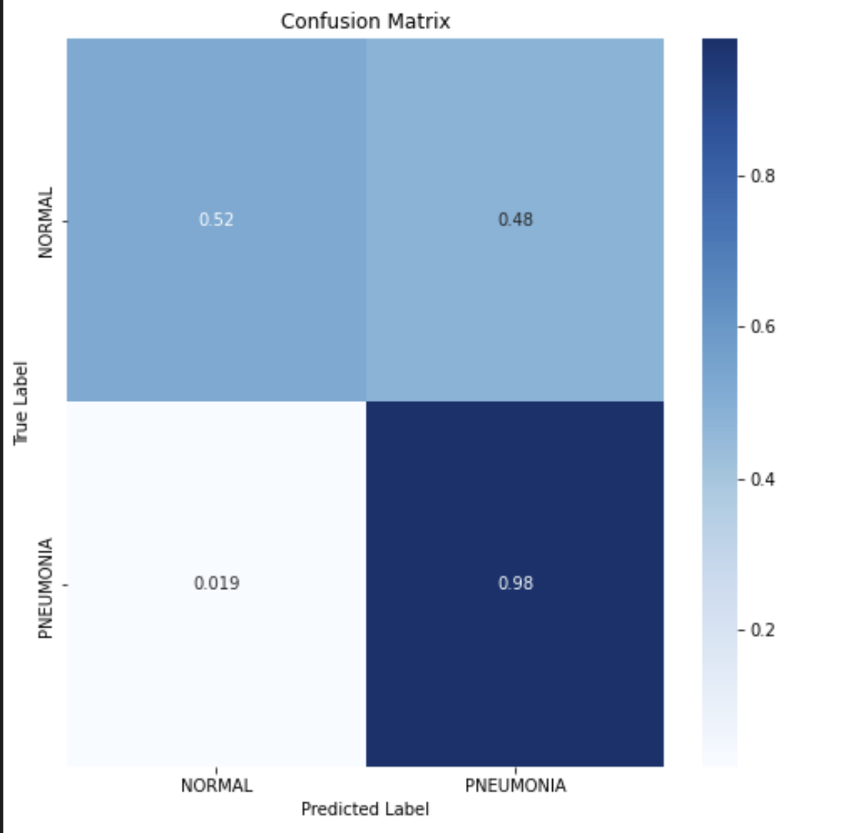 Confusion Matrix
NORMAL
0.52
0.48
0.8
0.6
True Label
0.4
PNEUMONIA
0.019
0.98
0.2
NORMAL
PNEUMONIA
Predicted Label